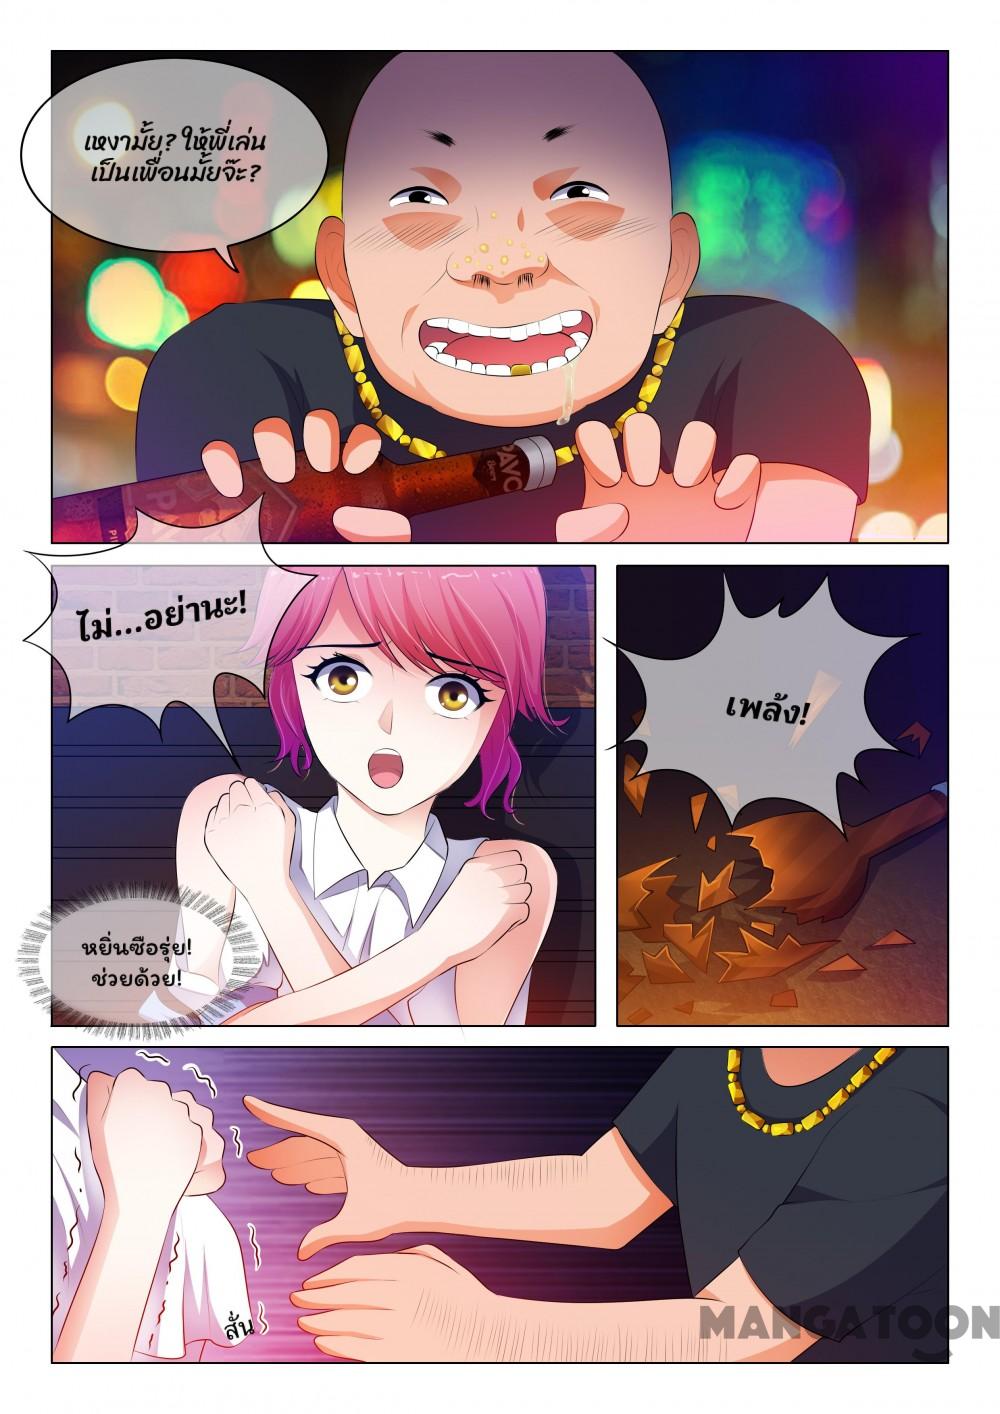 เหงามั้ย? ให้พี่เล่น
เป็นเพื่อนมั้ยจ๊ะ?
PAVO
ไม่...อย่านะ!
เพล้ง!
หยิ่นซือรุ่ย!
ช่วยด้วย!
สั่น
MANGATOON